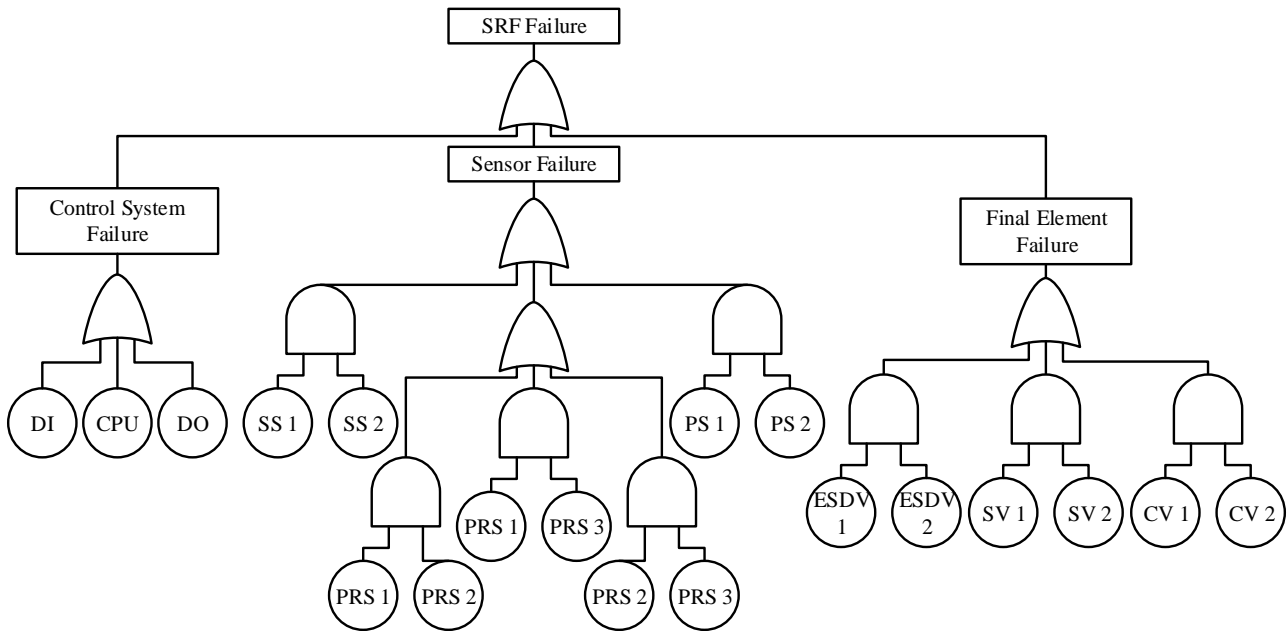 SRF Failure
Sensor Failure
Control System
Failure
Final Element
Failure
DI
CPU
DO
SS 1
SS 2
PS 1
PS 2
PRS 1
PRS 3
ESDV
1
ESDV
2
SV 1
SV 2
CV 1
CV 2
PRS 1
PRS 2
PRS 2
PRS 3